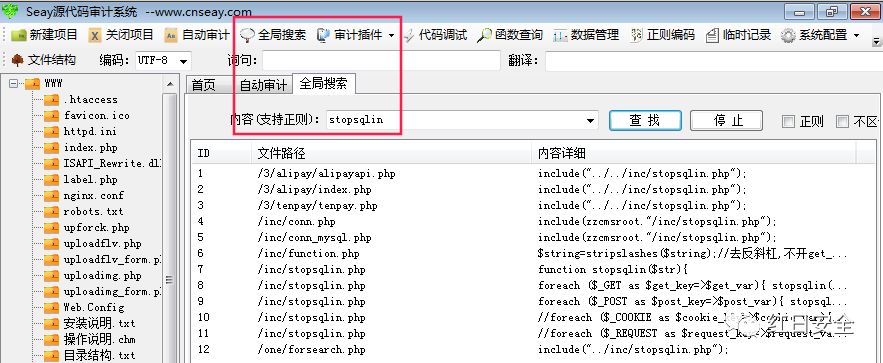 Seay源代码审计系统 --www.cnseay.com
新建项目 关闭项目 自动审计 全局搜索 审计插件 代码调试 函数查询 数据管理 正则编码 临时记录 系统配置
文件结构 编码: UTF-8 词句: 翻译:
WWW
.htaccess
favicon.ico
httpd.ini
index.php
ISAPI_Rewrite.dl
label.php
nginx.conf
robots.txt
upforck.php
uploadflv.php
uploadflv_form.pl
uploadimg.php
uploadimg_form.pl
Web.Config
安装说明.txt
操作说明.chm
目录结构.txt
首页 自动审计 全局搜索
内容(支持正则): stopsqlin 查找 停止 正则 不区
ID 文件路径 内容详细
1 /3/alipay/alipayapi.php include("../../inc/stopsqlin.php");
2 /3/alipay/index.php include("../../inc/stopsqlin.php");
3 /3/tenpay/tenpay.php include("../../inc/stopsqlin.php");
4 /inc/conn.php include(zzcmsroot."/inc/stopsqlin.php");
5 /inc/conn_mysql.php include(zzcmsroot."/inc/stopsqlin.php");
6 /inc/function.php $string=stripslashes($string);//去反斜杠,不开get_...
7 /inc/stopsqlin.php function stopsqlin($str){
8 /inc/stopsqlin.php foreach ($_GET as $get_key=>$get_var){ stopsqlin(...
9 /inc/stopsqlin.php foreach ($_POST as $post_key=>$post_var){ stopsql...
10 /inc/stopsqlin.php //foreach ($_COOKIE as $cookie_
11 /inc/stopsqlin.php //foreach ($_REQUEST as $request_
12 /one/forsearch.php include("../inc/stopsqlin.php");
红日安全